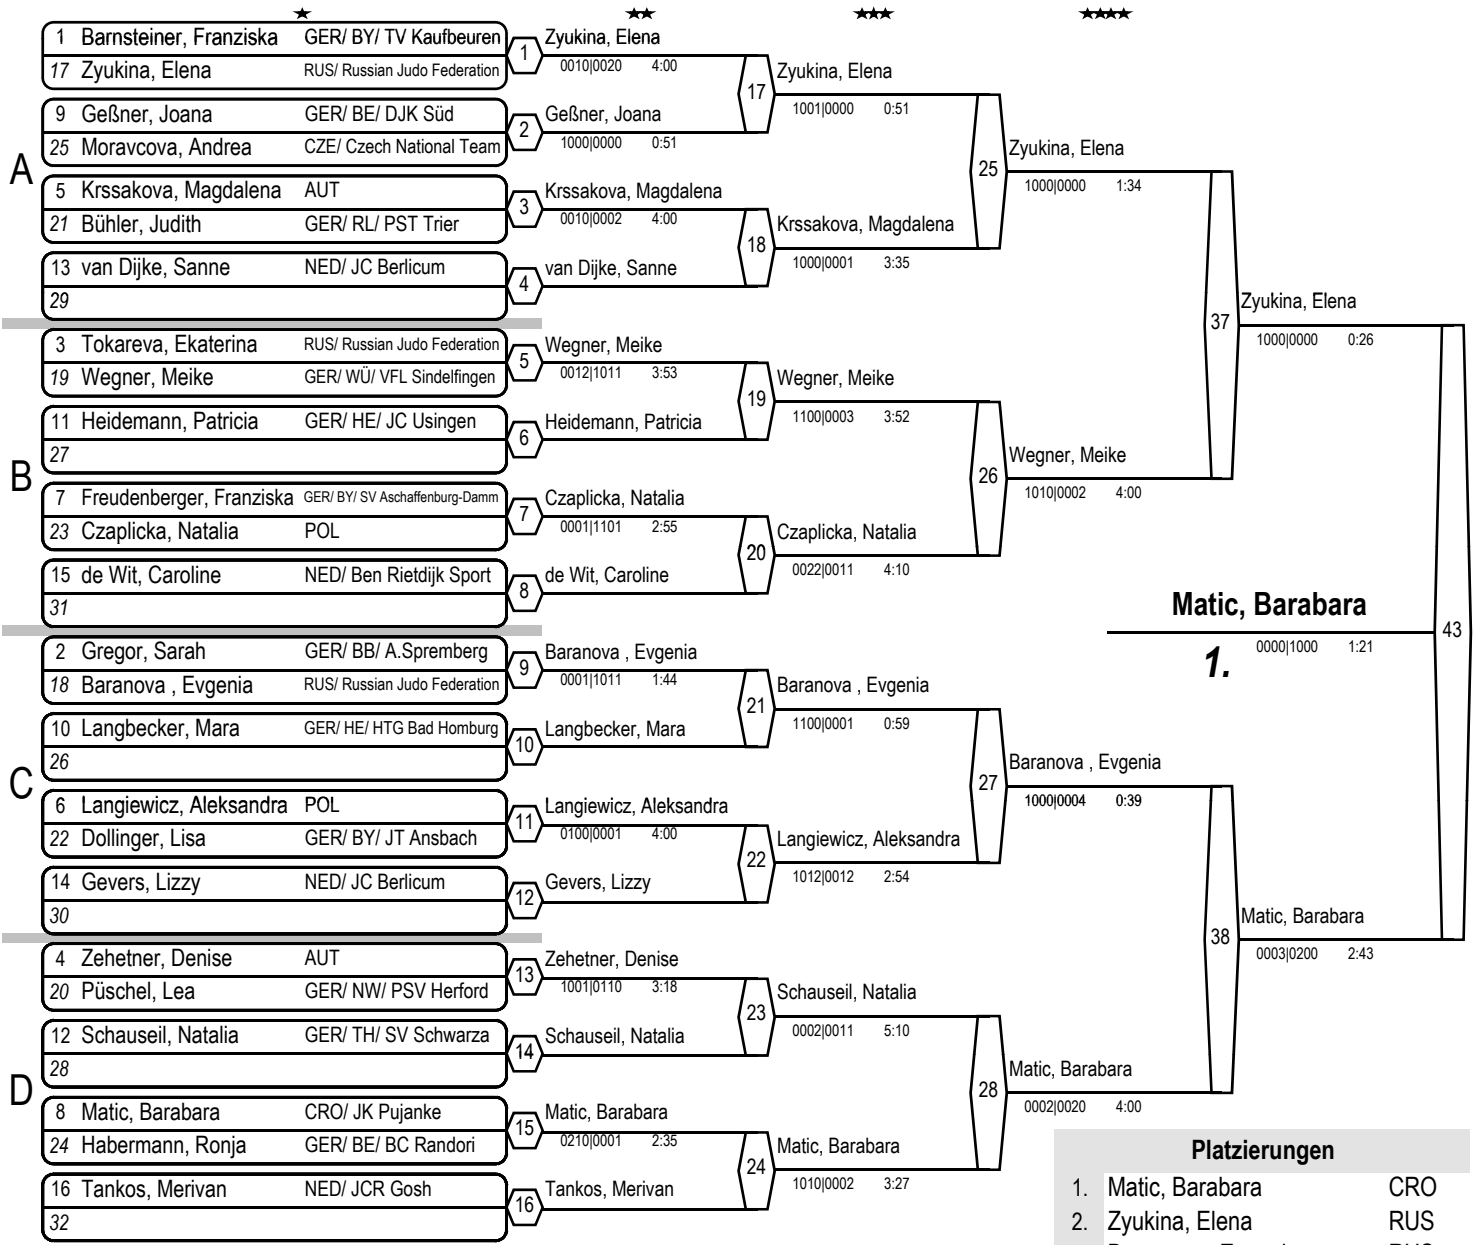 1 Barnsteiner, Franziska GER/ BY/ TV Kaufbeuren
17 Zyukina, Elena RUS/ Russian Judo Federation
9 Geßner, Joana GER/ BE/ DJK Süd
25 Moravcova, Andrea CZE/ Czech National Team
A
5 Krssakova, Magdalena AUT
21 Bühler, Judith GER/ RL/ PST Trier
13 van Dijke, Sanne NED/ JC Berlicum
29
3 Tokareva, Ekaterina RUS/ Russian Judo Federation
19 Wegner, Meike GER/ WÜ/ VFL Sindelfingen
11 Heidemann, Patricia GER/ HE/ JC Usingen
27
B
7 Freudenberger, Franziska GER/ BY/ SV Aschaffenburg-Damm
23 Czaplicka, Natalia POL
15 de Wit, Caroline NED/ Ben Rietdijk Sport
31
2 Gregor, Sarah GER/ BB/ A.Spremberg
18 Baranova , Evgenia RUS/ Russian Judo Federation
10 Langbecker, Mara GER/ HE/ HTG Bad Homburg
26
C
6 Langiewicz, Aleksandra POL
22 Dollinger, Lisa GER/ BY/ JT Ansbach
14 Gevers, Lizzy NED/ JC Berlicum
30
4 Zehetner, Denise AUT
20 Püschel, Lea GER/ NW/ PSV Herford
12 Schauseil, Natalia GER/ TH/ SV Schwarza
28
D
8 Matic, Barabara CRO/ JK Pujanke
24 Habermann, Ronja GER/ BE/ BC Randori
16 Tankos, Merivan NED/ JCR Gosh
32
1 Zyukina, Elena
0010|0020 4:00
2 Geßner, Joana
1000|0000 0:51
3 Krssakova, Magdalena
0010|0002 4:00
4 van Dijke, Sanne
5 Wegner, Meike
0012|1011 3:53
6 Heidemann, Patricia
7 Czaplicka, Natalia
0001|1101 2:55
8 de Wit, Caroline
9 Baranova , Evgenia
0001|1011 1:44
10 Langbecker, Mara
11 Langiewicz, Aleksandra
0100|0001 4:00
12 Gevers, Lizzy
13 Zehetner, Denise
1001|0110 3:18
14 Schauseil, Natalia
15 Matic, Barabara
0210|0001 2:35
16 Tankos, Merivan
17 Zyukina, Elena
1001|0000 0:51
18 Krssakova, Magdalena
1000|0001 3:35
19 Wegner, Meike
1100|0003 3:52
20 Czaplicka, Natalia
0022|0011 4:10
21 Baranova , Evgenia
1100|0001 0:59
22 Langiewicz, Aleksandra
1012|0012 2:54
23 Schauseil, Natalia
0002|0011 5:10
24 Matic, Barabara
1010|0002 3:27
25 Zyukina, Elena
1000|0000 1:34
26 Wegner, Meike
1010|0002 4:00
27 Baranova , Evgenia
1000|0004 0:39
28 Matic, Barabara
0002|0020 4:00
37 Zyukina, Elena
1000|0000 0:26
38 Matic, Barabara
0003|0200 2:43
Matic, Barabara
43
0000|1000 1:21
1.
Platzierungen
1. Matic, Barabara CRO
2. Zyukina, Elena RUS